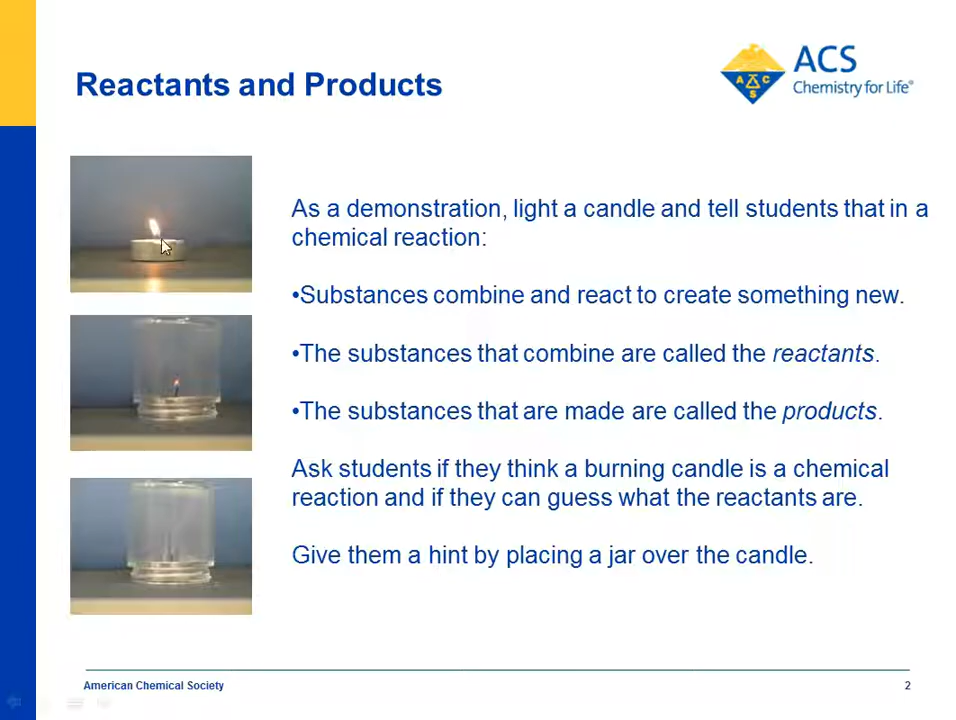 Reactants and Products
ACS
Chemistry for Life®
A C S
As a demonstration, light a candle and tell students that in a
chemical reaction:
•Substances combine and react to create something new.
•The substances that combine are called the reactants.
•The substances that are made are called the products.
Ask students if they think a burning candle is a chemical
reaction and if they can guess what the reactants are.
Give them a hint by placing a jar over the candle.
American Chemical Society
2